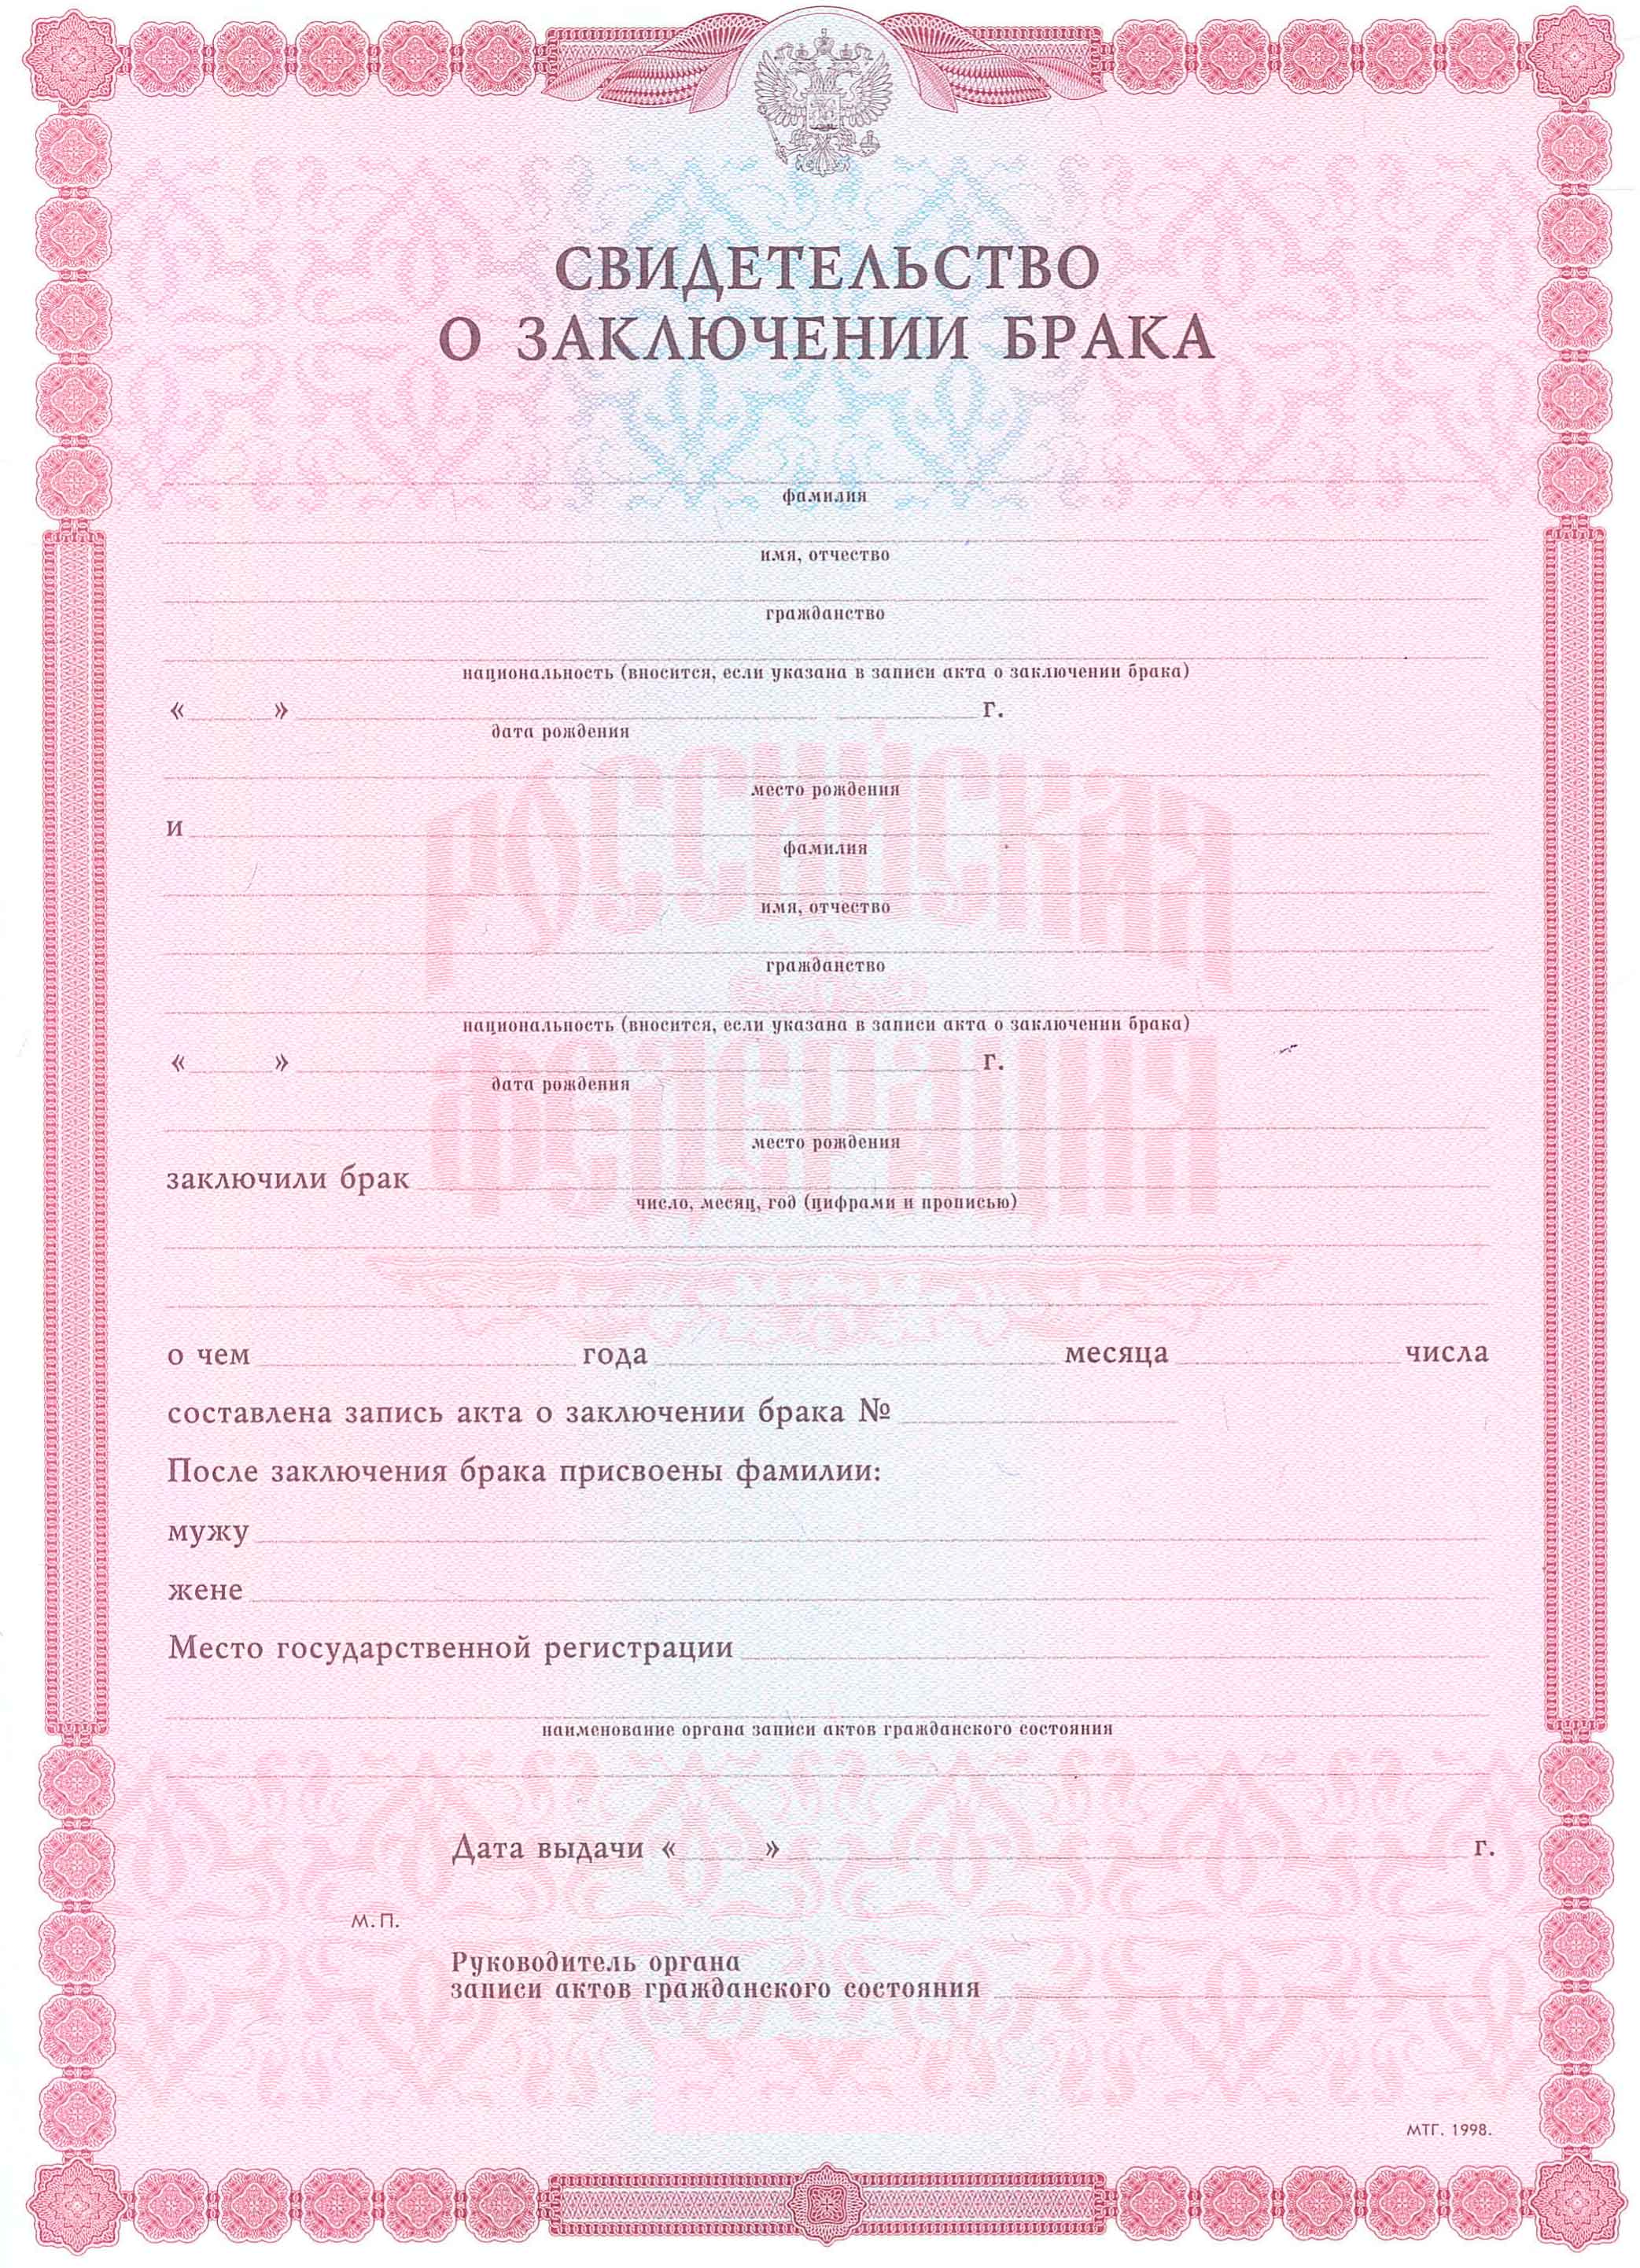 СВИДЕТЕЛЬСТВО
О ЗАКЛЮЧЕНИИ БРАКА
фамилия
имя, отчество
гражданство
национальность (вносится, если указана в записи акта о заключении брака)
« » г.
дата рождения
РОССИЙСКАЯ
место рождения
и
фамилия
имя, отчество
гражданство
национальность (вносится, если указана в записи акта о заключении брака)
« » г.
дата рождения
ФЕДЕРАЦИЯ
место рождения
заключили брак
число, месяц, год (цифрами и прописью)
о чем года месяца числа
составлена запись акта о заключении брака №
После заключения брака присвоены фамилии:
мужу
жене
Место государственной регистрации
наименование органа записи актов гражданского состояния
Дата выдачи « » г.
М.П.
Руководитель органа
записи актов гражданского состояния
МТГ. 1998.